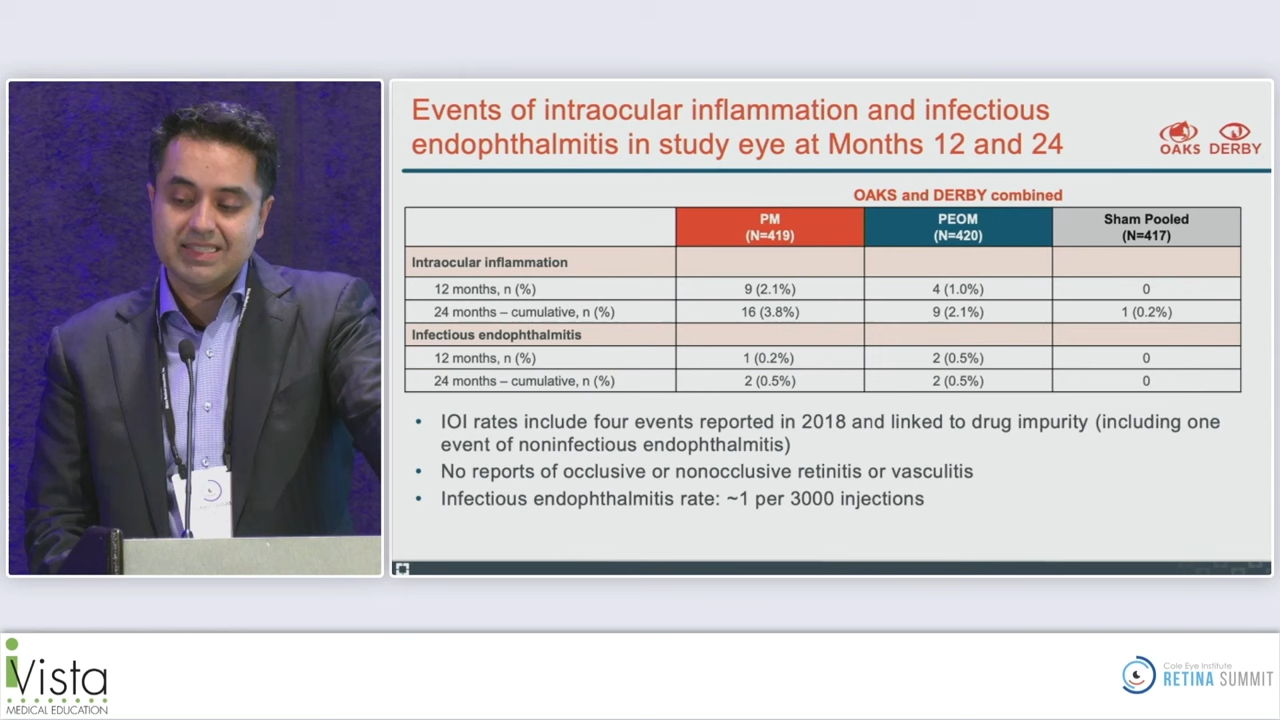 Events of intraocular inflammation and infectious
endophthalmitis in study eye at Months 12 and 24
OAKS DERBY
OAKS and DERBY combined
PM (N=419) PEOM (N=420) Sham Pooled (N=417)
Intraocular inflammation
12 months, n (%) 9 (2.1%) 4 (1.0%) 0
24 months – cumulative, n (%) 16 (3.8%) 9 (2.1%) 1 (0.2%)
Infectious endophthalmitis
12 months, n (%) 1 (0.2%) 2 (0.5%) 0
24 months – cumulative, n (%) 2 (0.5%) 2 (0.5%) 0
• IOI rates include four events reported in 2018 and linked to drug impurity (including one
event of noninfectious endophthalmitis)
• No reports of occlusive or nonocclusive retinitis or vasculitis
• Infectious endophthalmitis rate: ~1 per 3000 injections
iVista
MEDICAL EDUCATION
Cole Eye Institute
RETINA SUMMIT